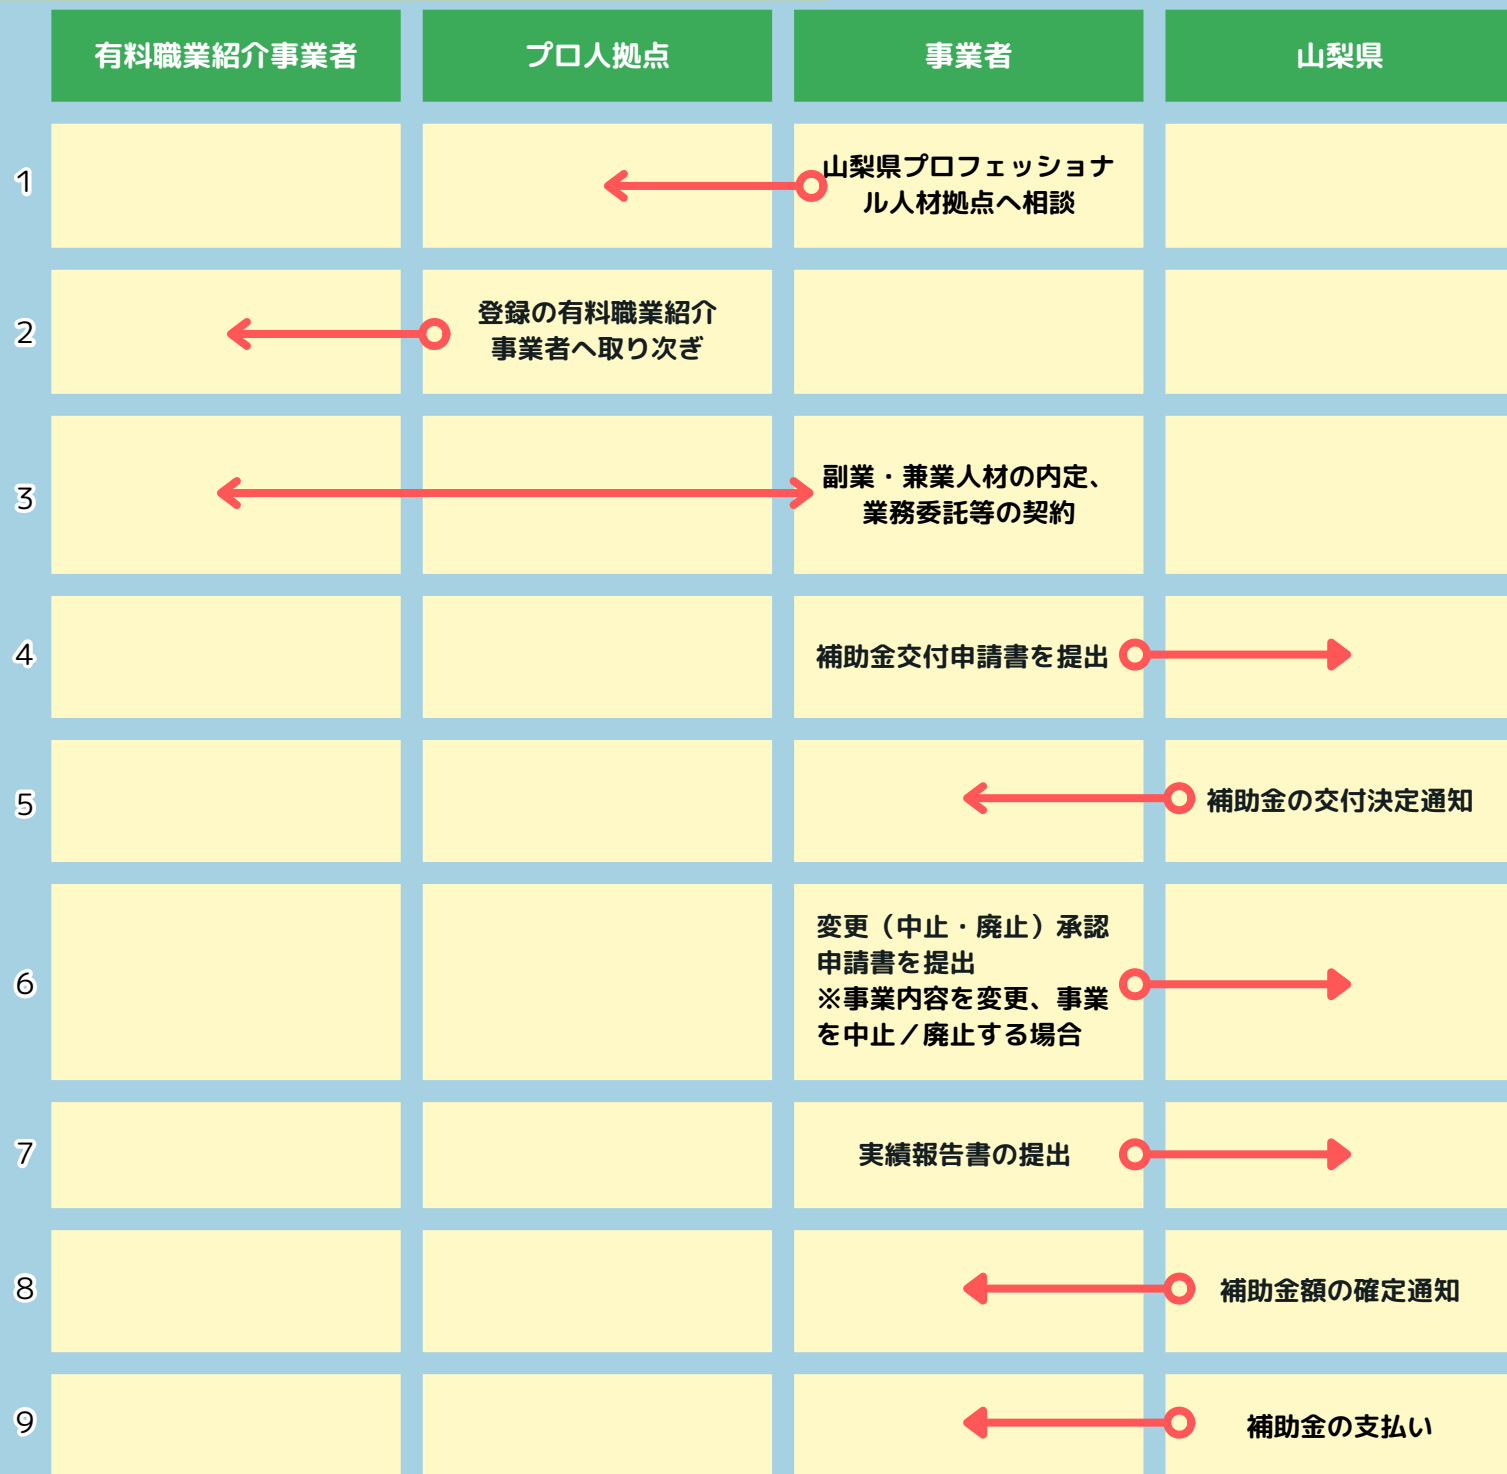 有料職業紹介事業者
プロ人拠点
事業者
山梨県
1
山梨県プロフェッショナ
ル人材拠点へ相談
2
登録の有料職業紹介
事業者へ取り次ぎ
3
副業・兼業人材の内定、
業務委託等の契約
4
補助金交付申請書を提出
5
補助金の交付決定通知
6
変更（中止・廃止）承認
申請書を提出
※事業内容を変更、事業
を中止／廃止する場合
7
実績報告書の提出
8
補助金額の確定通知
9
補助金の支払い